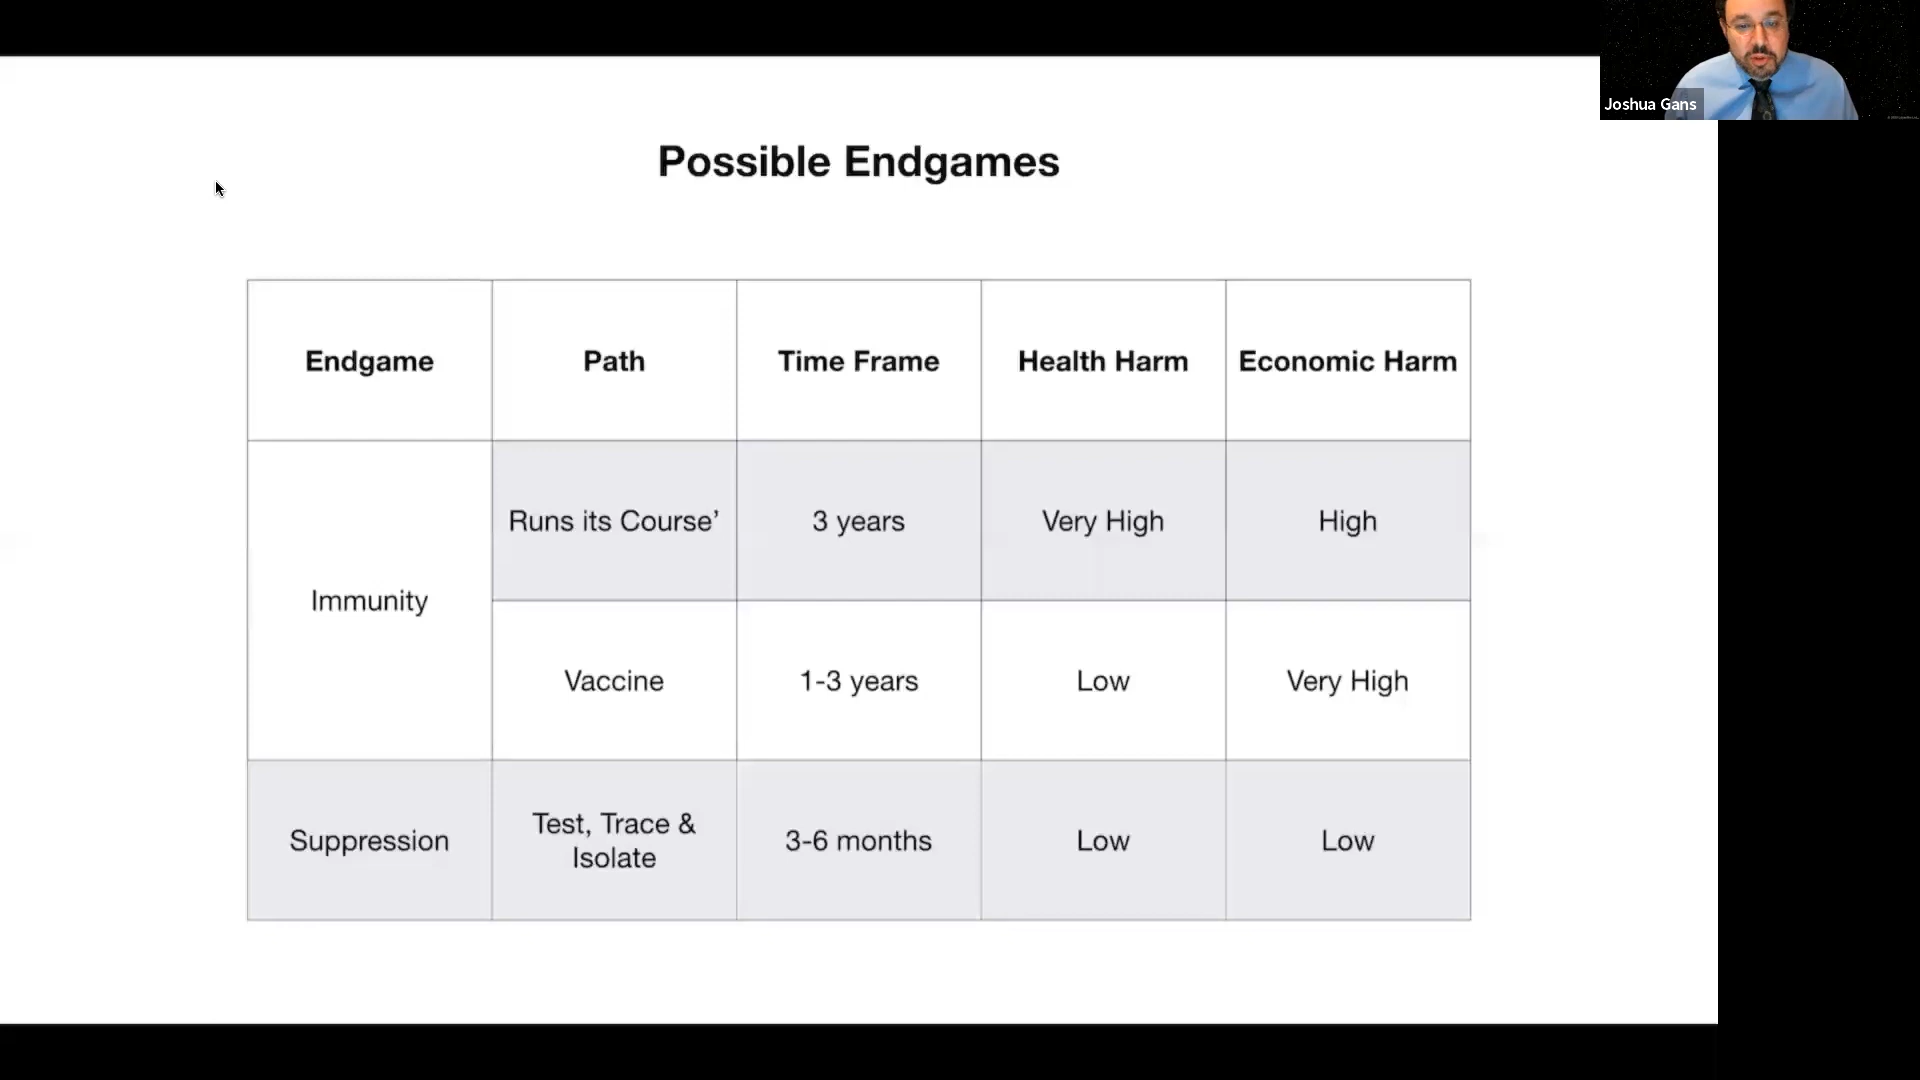 Joshua Gans
Possible Endgames
Endgame
Path
Time Frame
Health Harm
Economic Harm
Immunity
Runs its Course’
3 years
Very High
High
Vaccine
1-3 years
Low
Very High
Suppression
Test, Trace &
Isolate
3-6 months
Low
Low